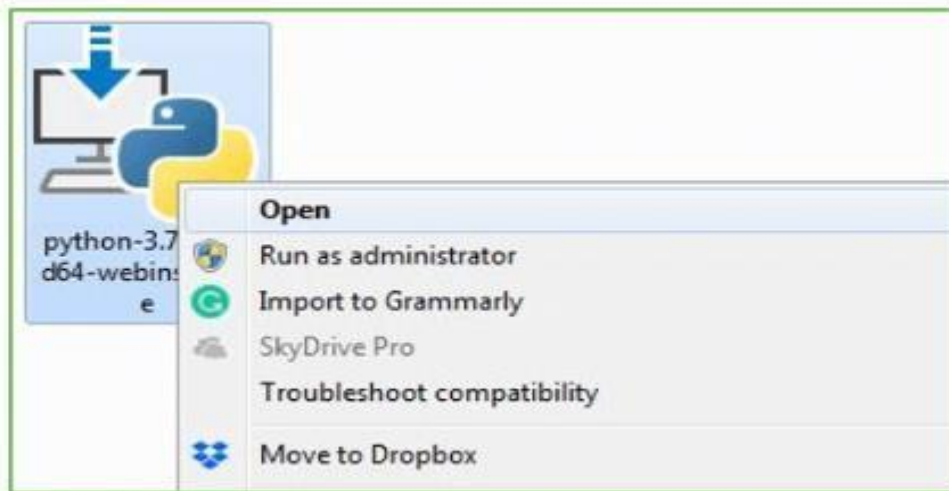 python-3.7
d64-webins
e
Open
Run as administrator
Import to Grammarly
SkyDrive Pro
Troubleshoot compatibility
Move to Dropbox